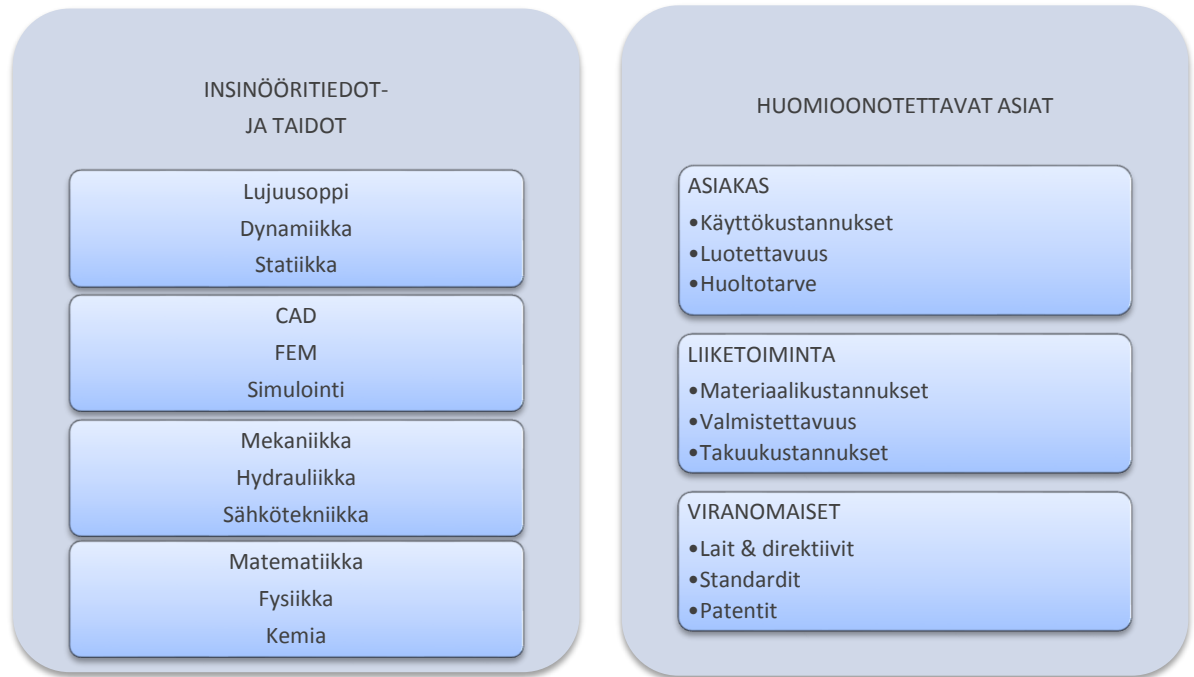 INSINÖÖRITIEDOT-
JA TAIDOT
Lujuusoppi
Dynamiikka
Statiikka
CAD
FEM
Simulointi
Mekaniikka
Hydrauliikka
Sähkötekniikka
Matematiikka
Fysiikka
Kemia
HUOMIOONOTETTAVAT ASIAT
ASIAKAS
•Käyttökustannukset
•Luotettavuus
•Huoltotarve
LIIKETOIMINTA
•Materiaalikustannukset
•Valmistettavuus
•Takuukustannukset
VIRANOMAISET
•Lait & direktiivit
•Standardit
•Patentit